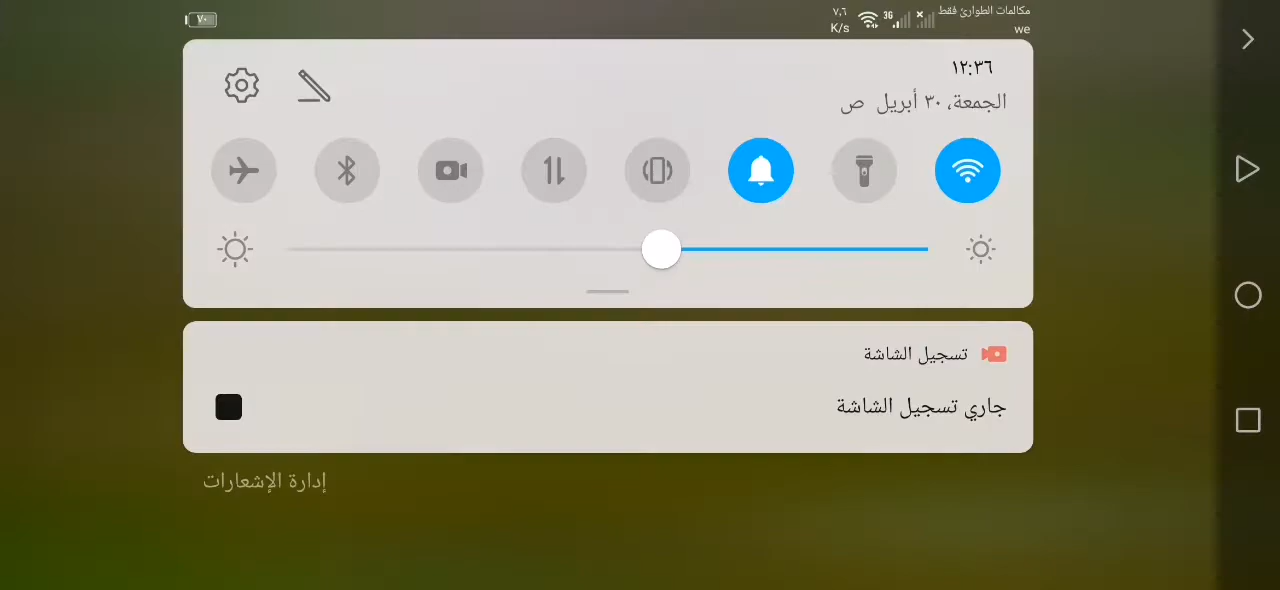 مكالمات الطوارئ فقط
we
3G
٧,٦
K/s
٧٠
١٢:٣٦
الجمعة، ٣٠ أبريل ص
تسجيل الشاشة
جاري تسجيل الشاشة
إدارة الإشعارات